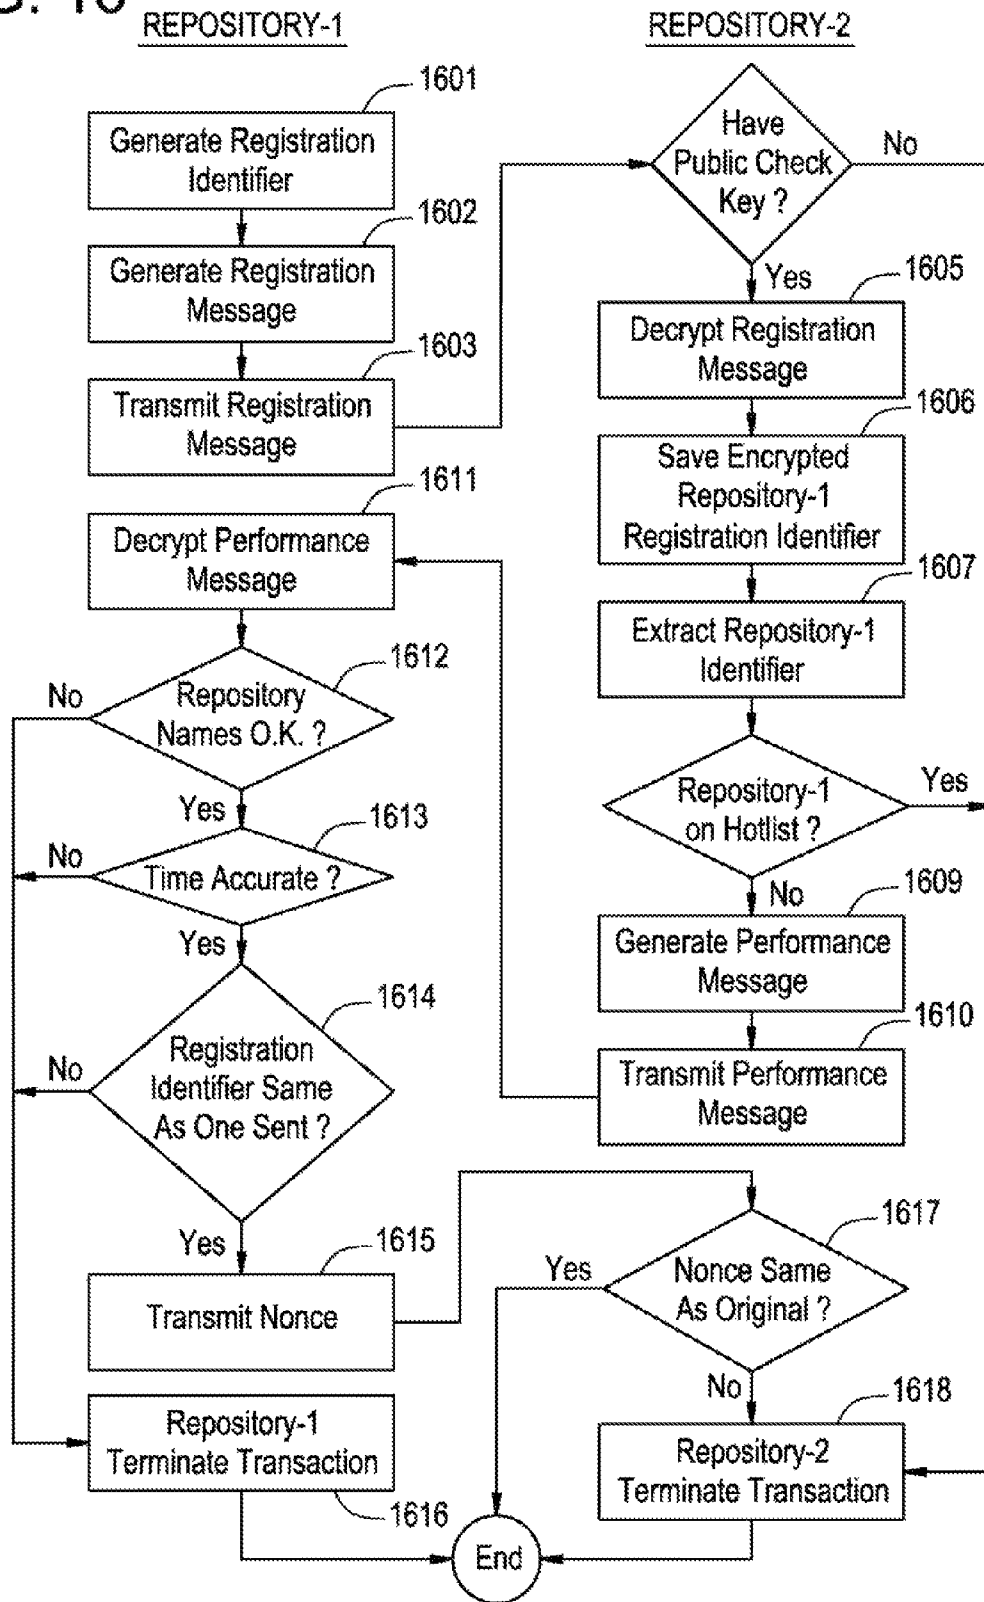 REPOSITORY-1
1601
Generate Registration
Identifier
1602
Generate Registration
Message
1603
Transmit Registration
Message
1611
Decrypt Performance
Message
1612
Repository
Names O.K. ?
No
Yes
1613
Time Accurate ?
No
Yes
1614
Registration
Identifier Same
As One Sent ?
No
Yes
1615
Transmit Nonce
Repository-1
Terminate Transaction
1616
REPOSITORY-2
Have
Public Check
Key ?
No
Yes
1605
Decrypt Registration
Message
1606
Save Encrypted
Repository-1
Registration Identifier
1607
Extract Repository-1
Identifier
Repository-1
on Hotlist ?
Yes
No
1609
Generate Performance
Message
1610
Transmit Performance
Message
1617
Nonce Same
As Original ?
Yes
No
1618
Repository-2
Terminate Transaction
End